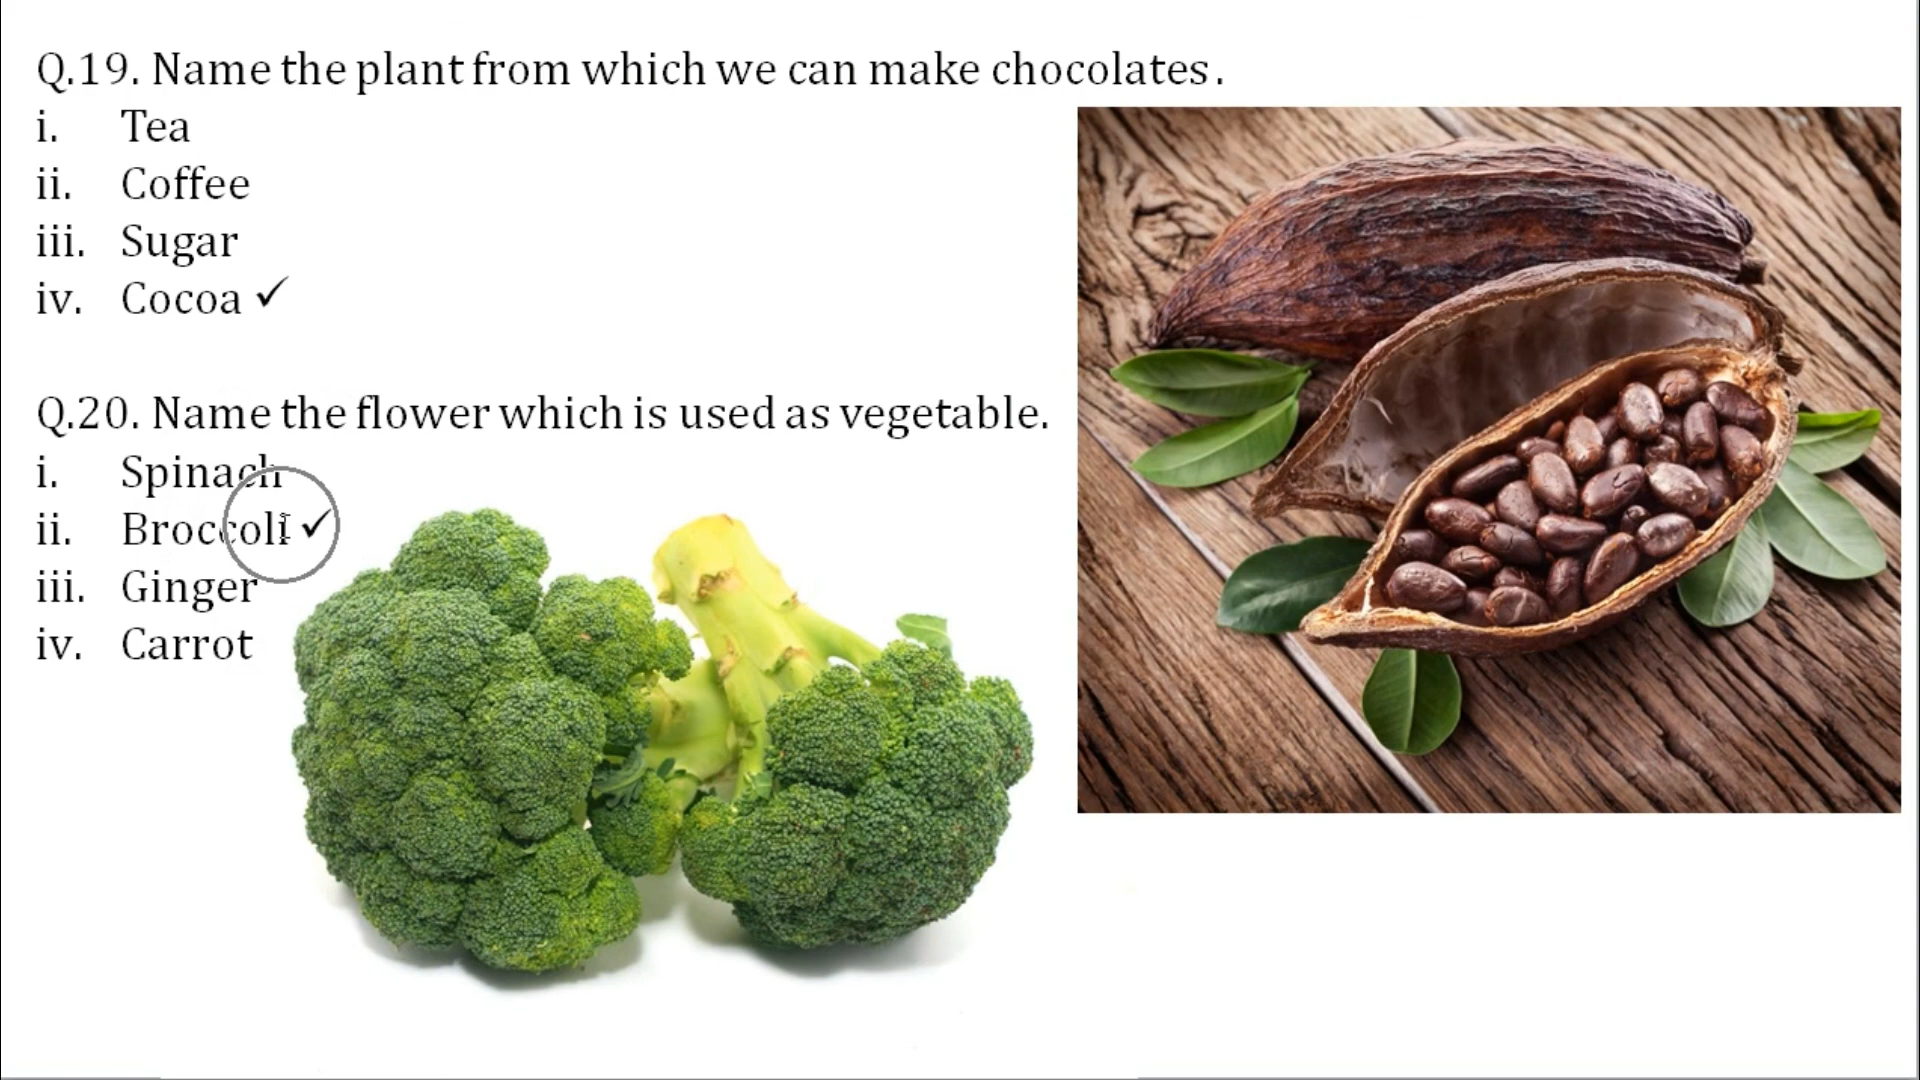 Q.19. Name the plant from which we can make chocolates.
i. Tea
ii. Coffee
iii. Sugar
iv. Cocoa ✓
Q.20. Name the flower which is used as vegetable.
i. Spinach
ii. Broccoli ✓
iii. Ginger
iv. Carrot